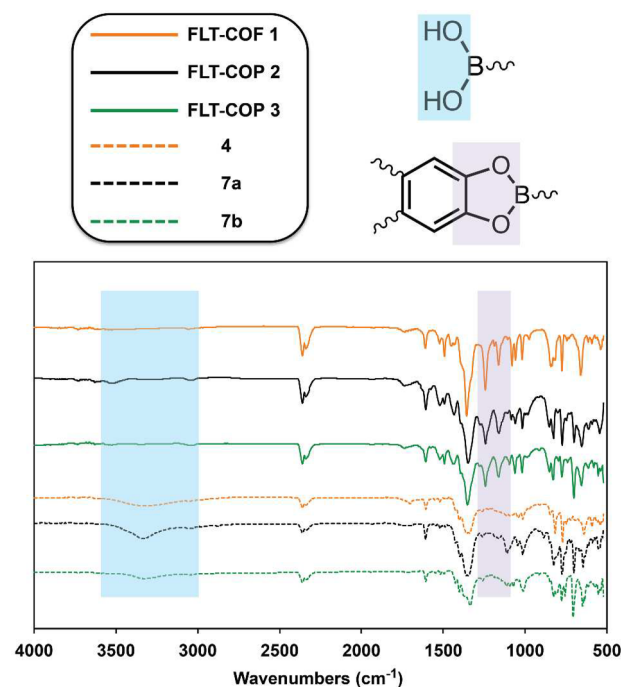 FLT-COF 1
FLT-COP 2
FLT-COP 3
4
7a
7b
HO
B
HO
O
B
O
4000 3500 3000 2500 2000 1500 1000 500
Wavenumbers (cm⁻¹)